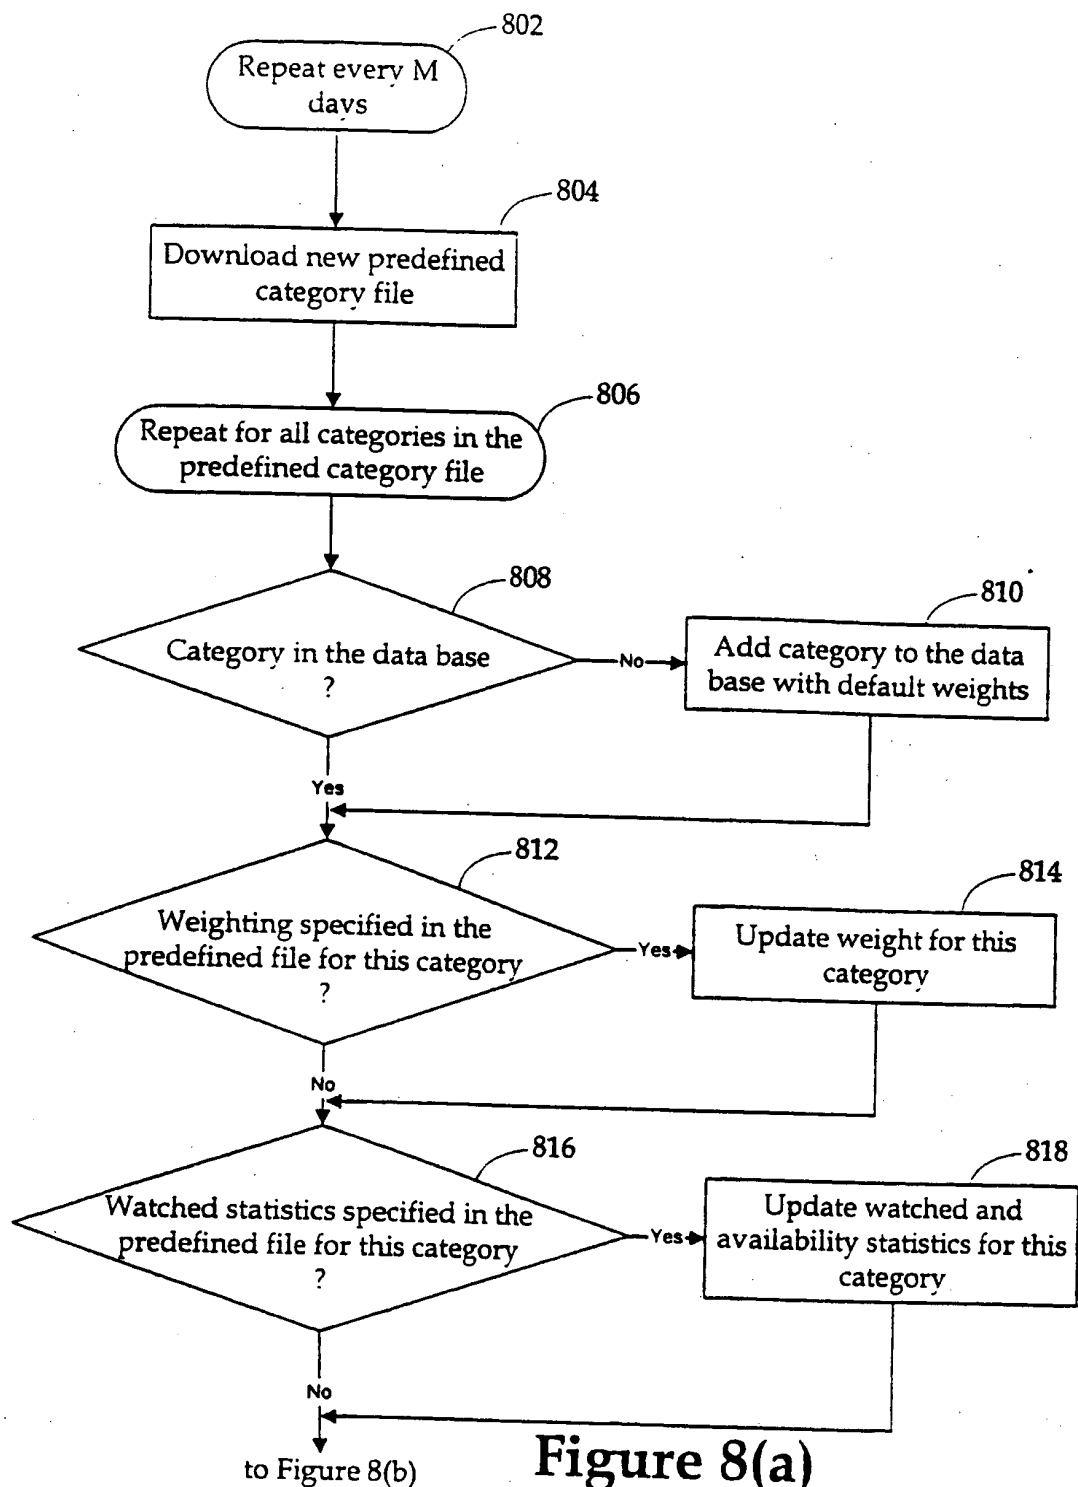 802
Repeat every M
days
804
Download new predefined
category file
806
Repeat for all categories in the
predefined category file
808
Category in the data base
?
No
810
Add category to the data
base with default weights
Yes
812
Weighting specified in the
predefined file for this category
?
Yes
814
Update weight for this
category
No
816
Watched statistics specified in the
predefined file for this category
?
Yes
818
Update watched and
availability statistics for this
category
No
to Figure 8(b)
Figure 8(a)